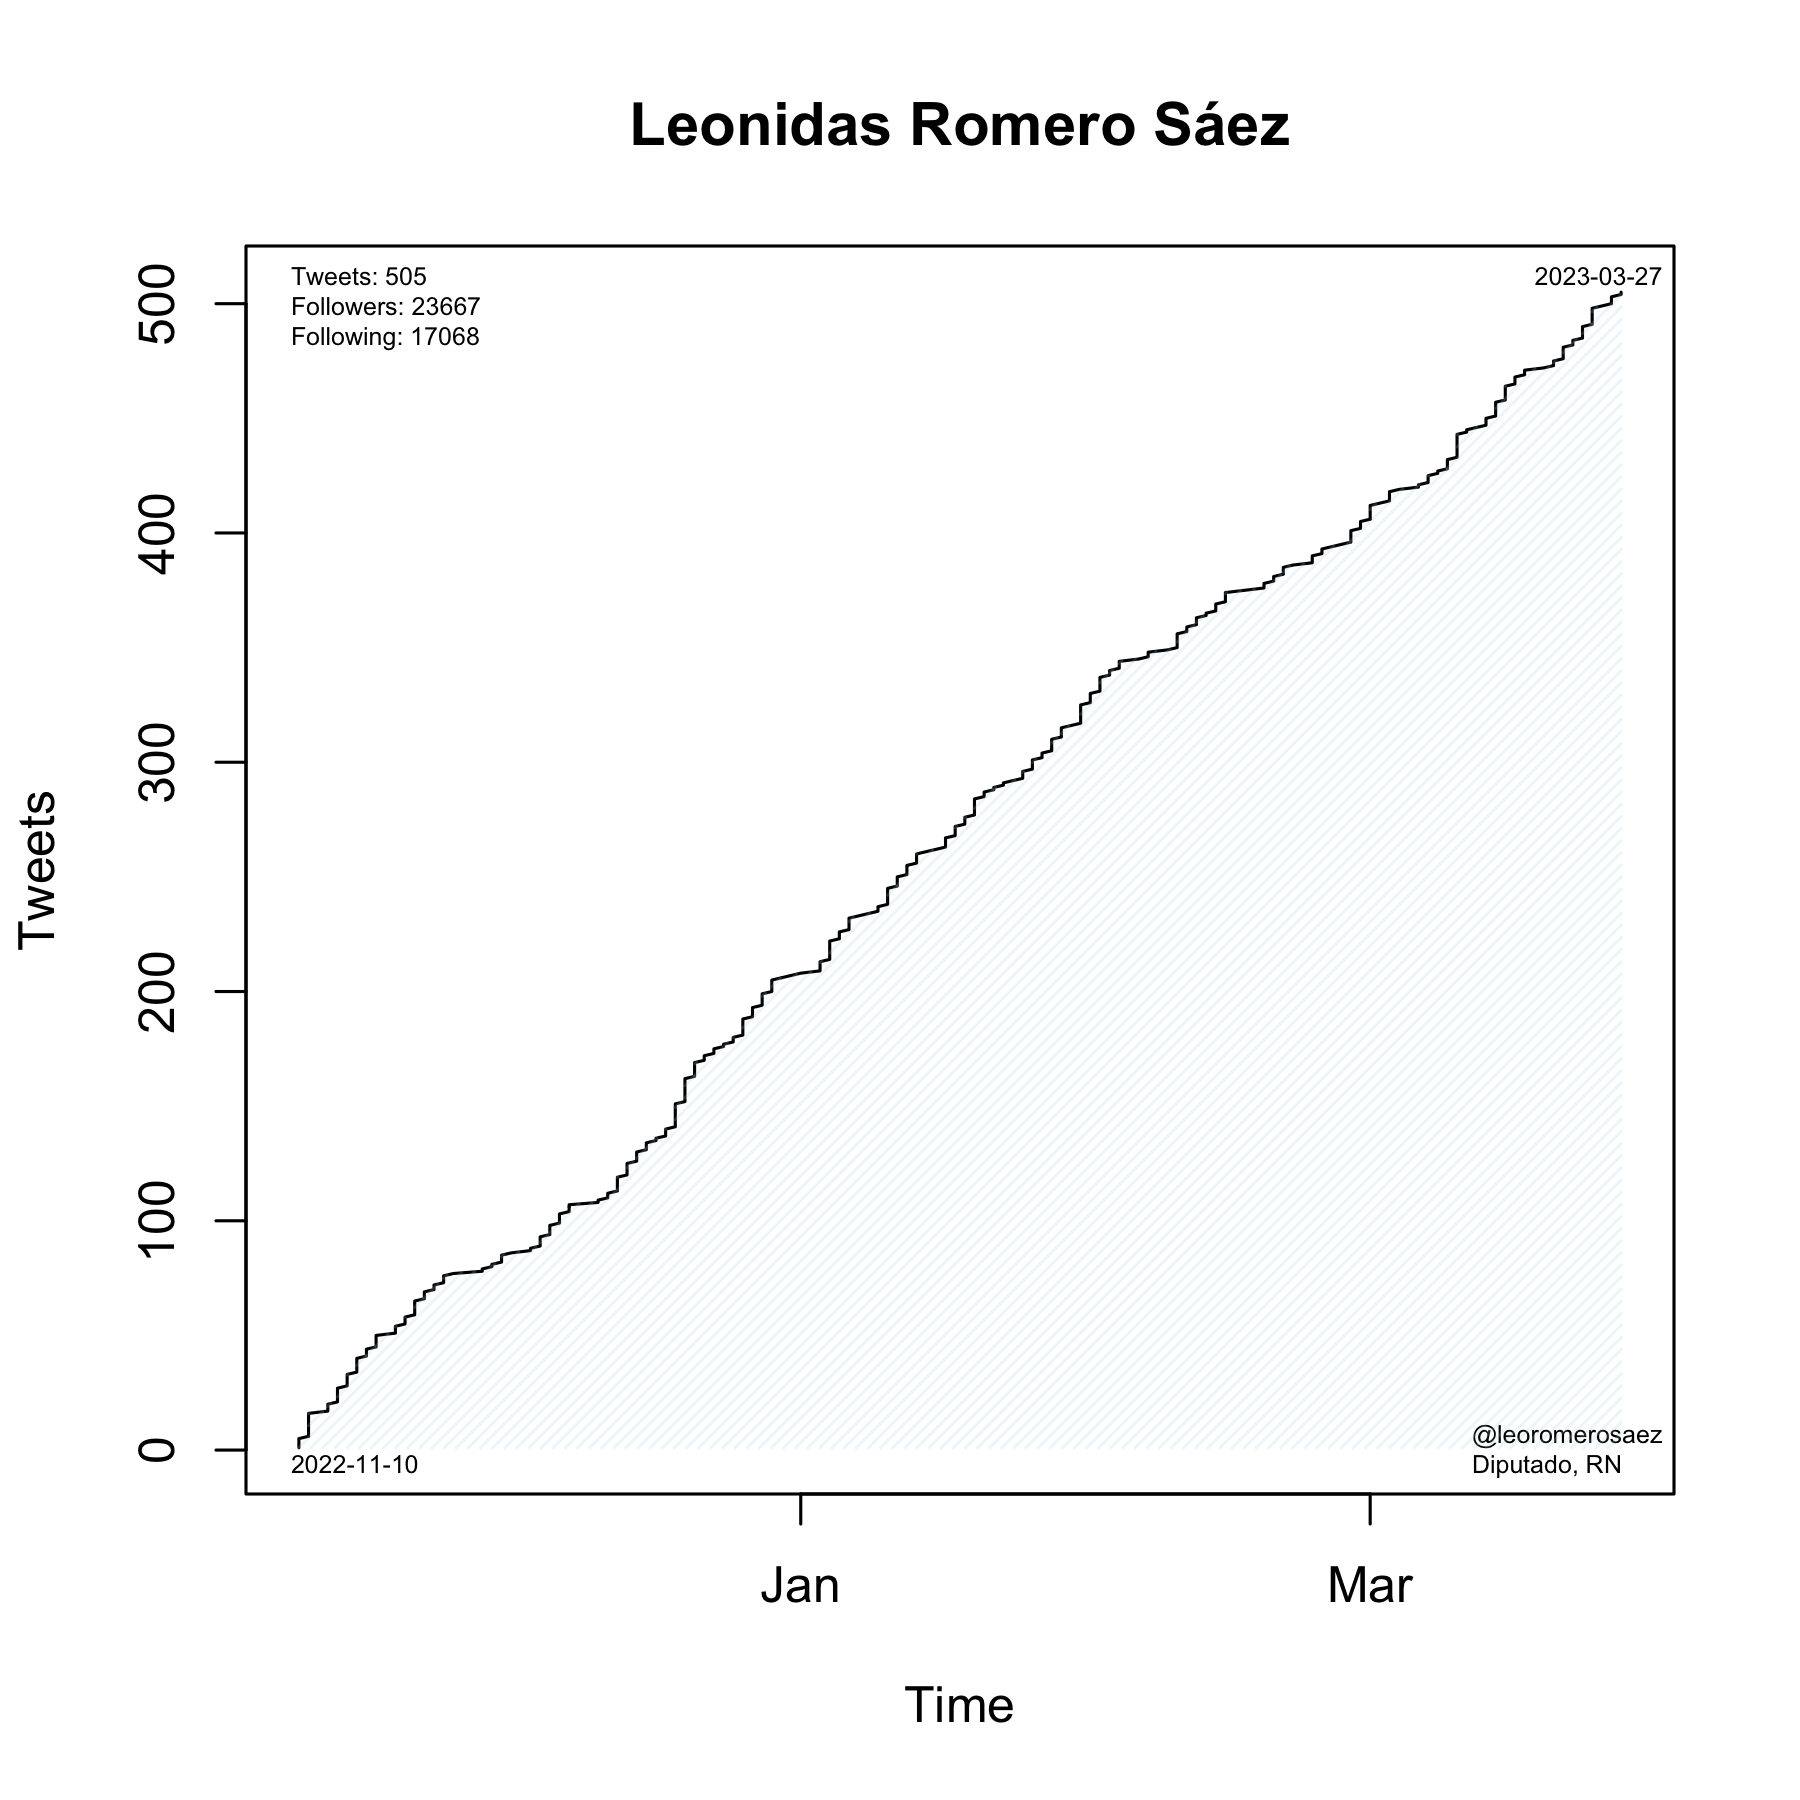 Leonidas Romero Sáez
Tweets: 505
Followers: 23667
Following: 17068
2023-03-27
500
400
300
200
100
0
Tweets
@leoromerosaez
Diputado, RN
2022-11-10
Jan
Mar
Time